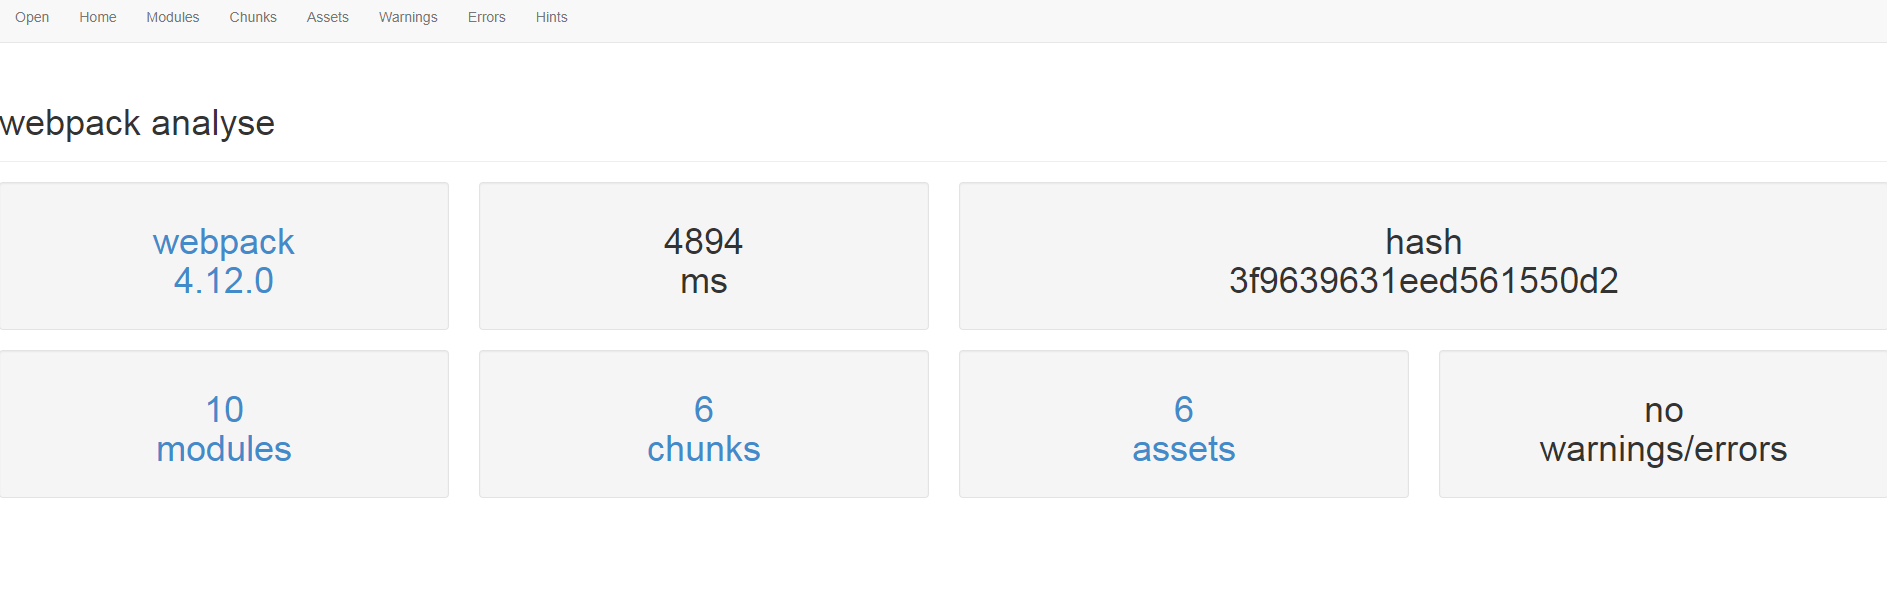 Open Home Modules Chunks Assets Warnings Errors Hints
webpack analyse
webpack
4.12.0
4894
ms
hash
3f9639631eed561550d2
10
modules
6
chunks
6
assets
no
warnings/errors